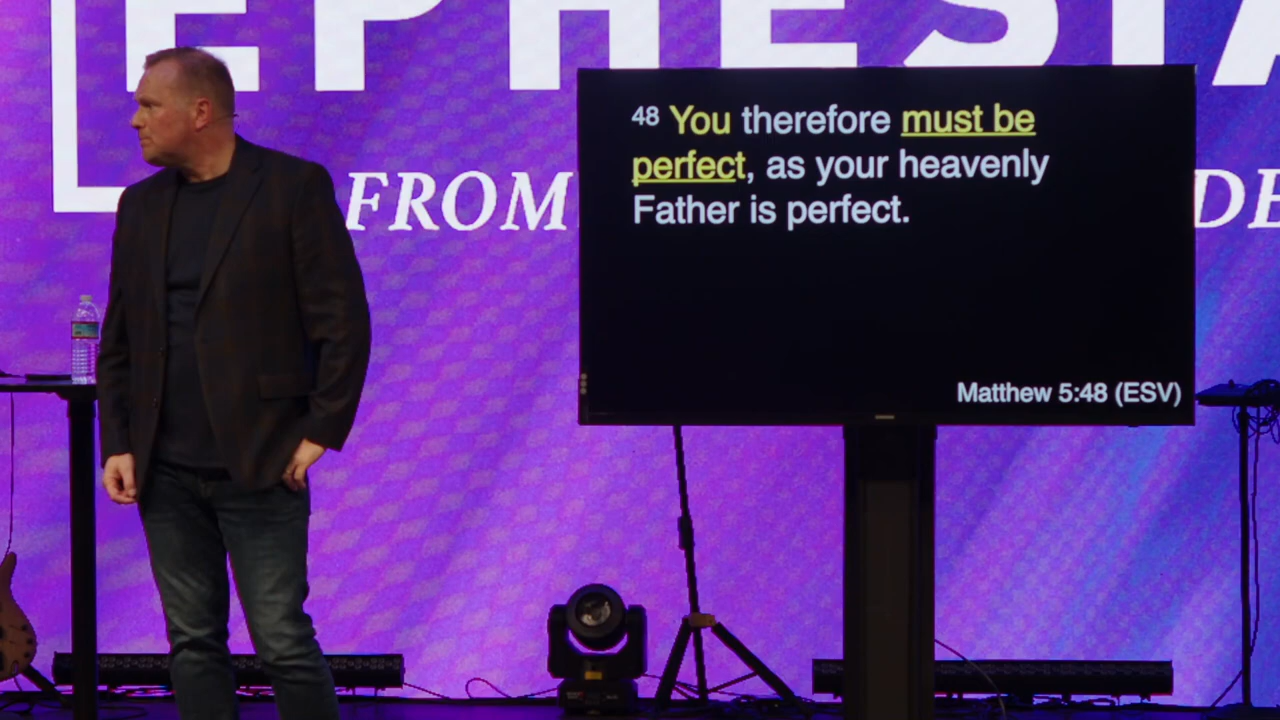 EPHESIA
FROM
DE
48 You therefore must be
perfect, as your heavenly
Father is perfect.
Matthew 5:48 (ESV)